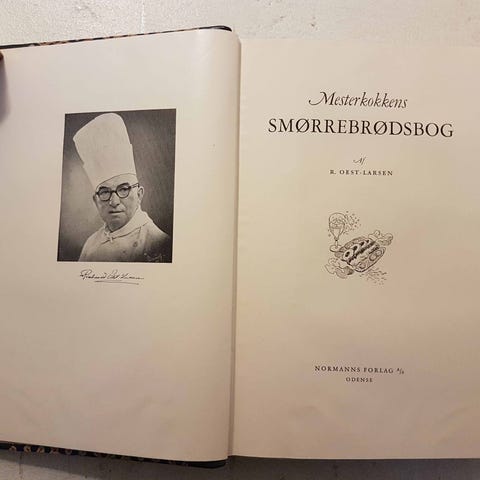 Mesterkokkens
SMØRREBRØDSBOG
Af
R. OEST-LARSEN
NORMANNS FORLAG A/S
ODENSE